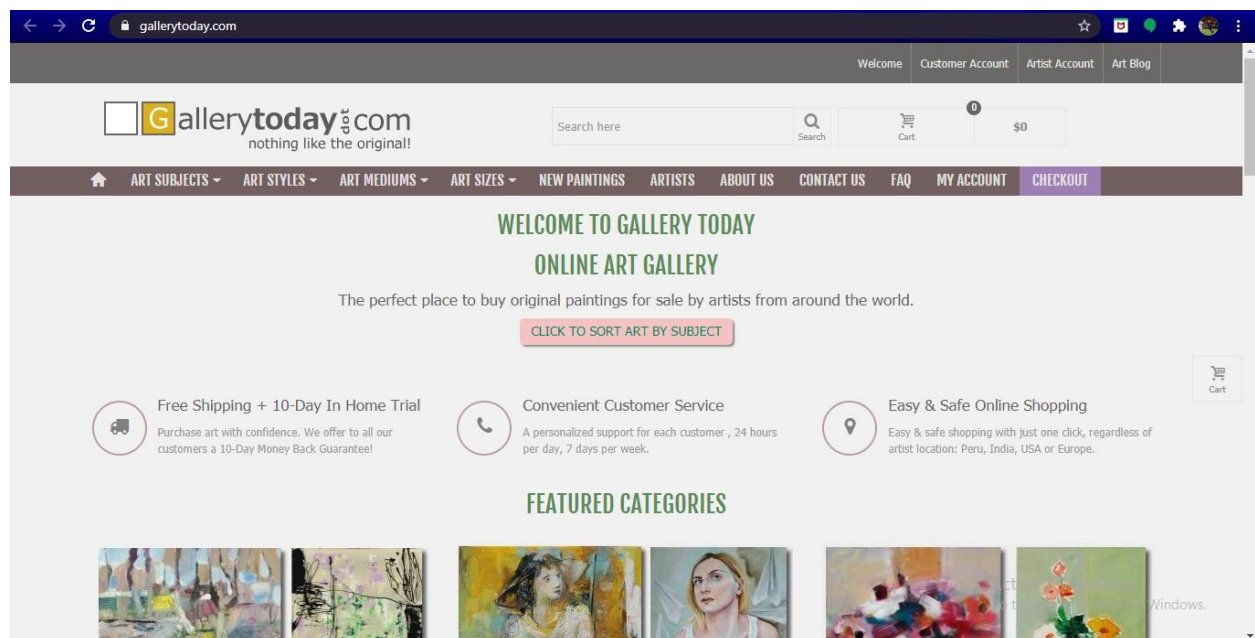 gallerytoday.com
Welcome Customer Account Artist Account Art Blog
Gallerytoday dot com
nothing like the original!
Search here
Search
Cart
0
$0
ART SUBJECTS ART STYLES ART MEDIUMS ART SIZES NEW PAINTINGS ARTISTS ABOUT US CONTACT US FAQ MY ACCOUNT CHECKOUT
WELCOME TO GALLERY TODAY
ONLINE ART GALLERY
The perfect place to buy original paintings for sale by artists from around the world.
CLICK TO SORT ART BY SUBJECT
Cart
Free Shipping + 10-Day In Home Trial
Purchase art with confidence. We offer to all our
customers a 10-Day Money Back Guarantee!
Convenient Customer Service
A personalized support for each customer , 24 hours
per day, 7 days per week.
Easy & Safe Online Shopping
Easy & safe shopping with just one click, regardless of
artist location: Peru, India, USA or Europe.
FEATURED CATEGORIES
Windows.